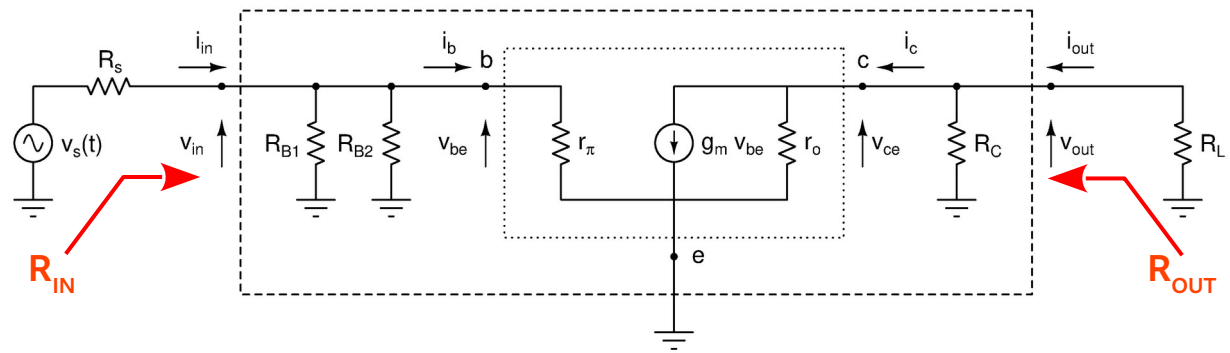 i_in
i_b
b
c
i_c
i_out
R_s
v_s(t)
v_in
R_B1
R_B2
v_be
r_π
g_m v_be
r_o
v_ce
R_C
v_out
R_L
R_IN
e
R_OUT